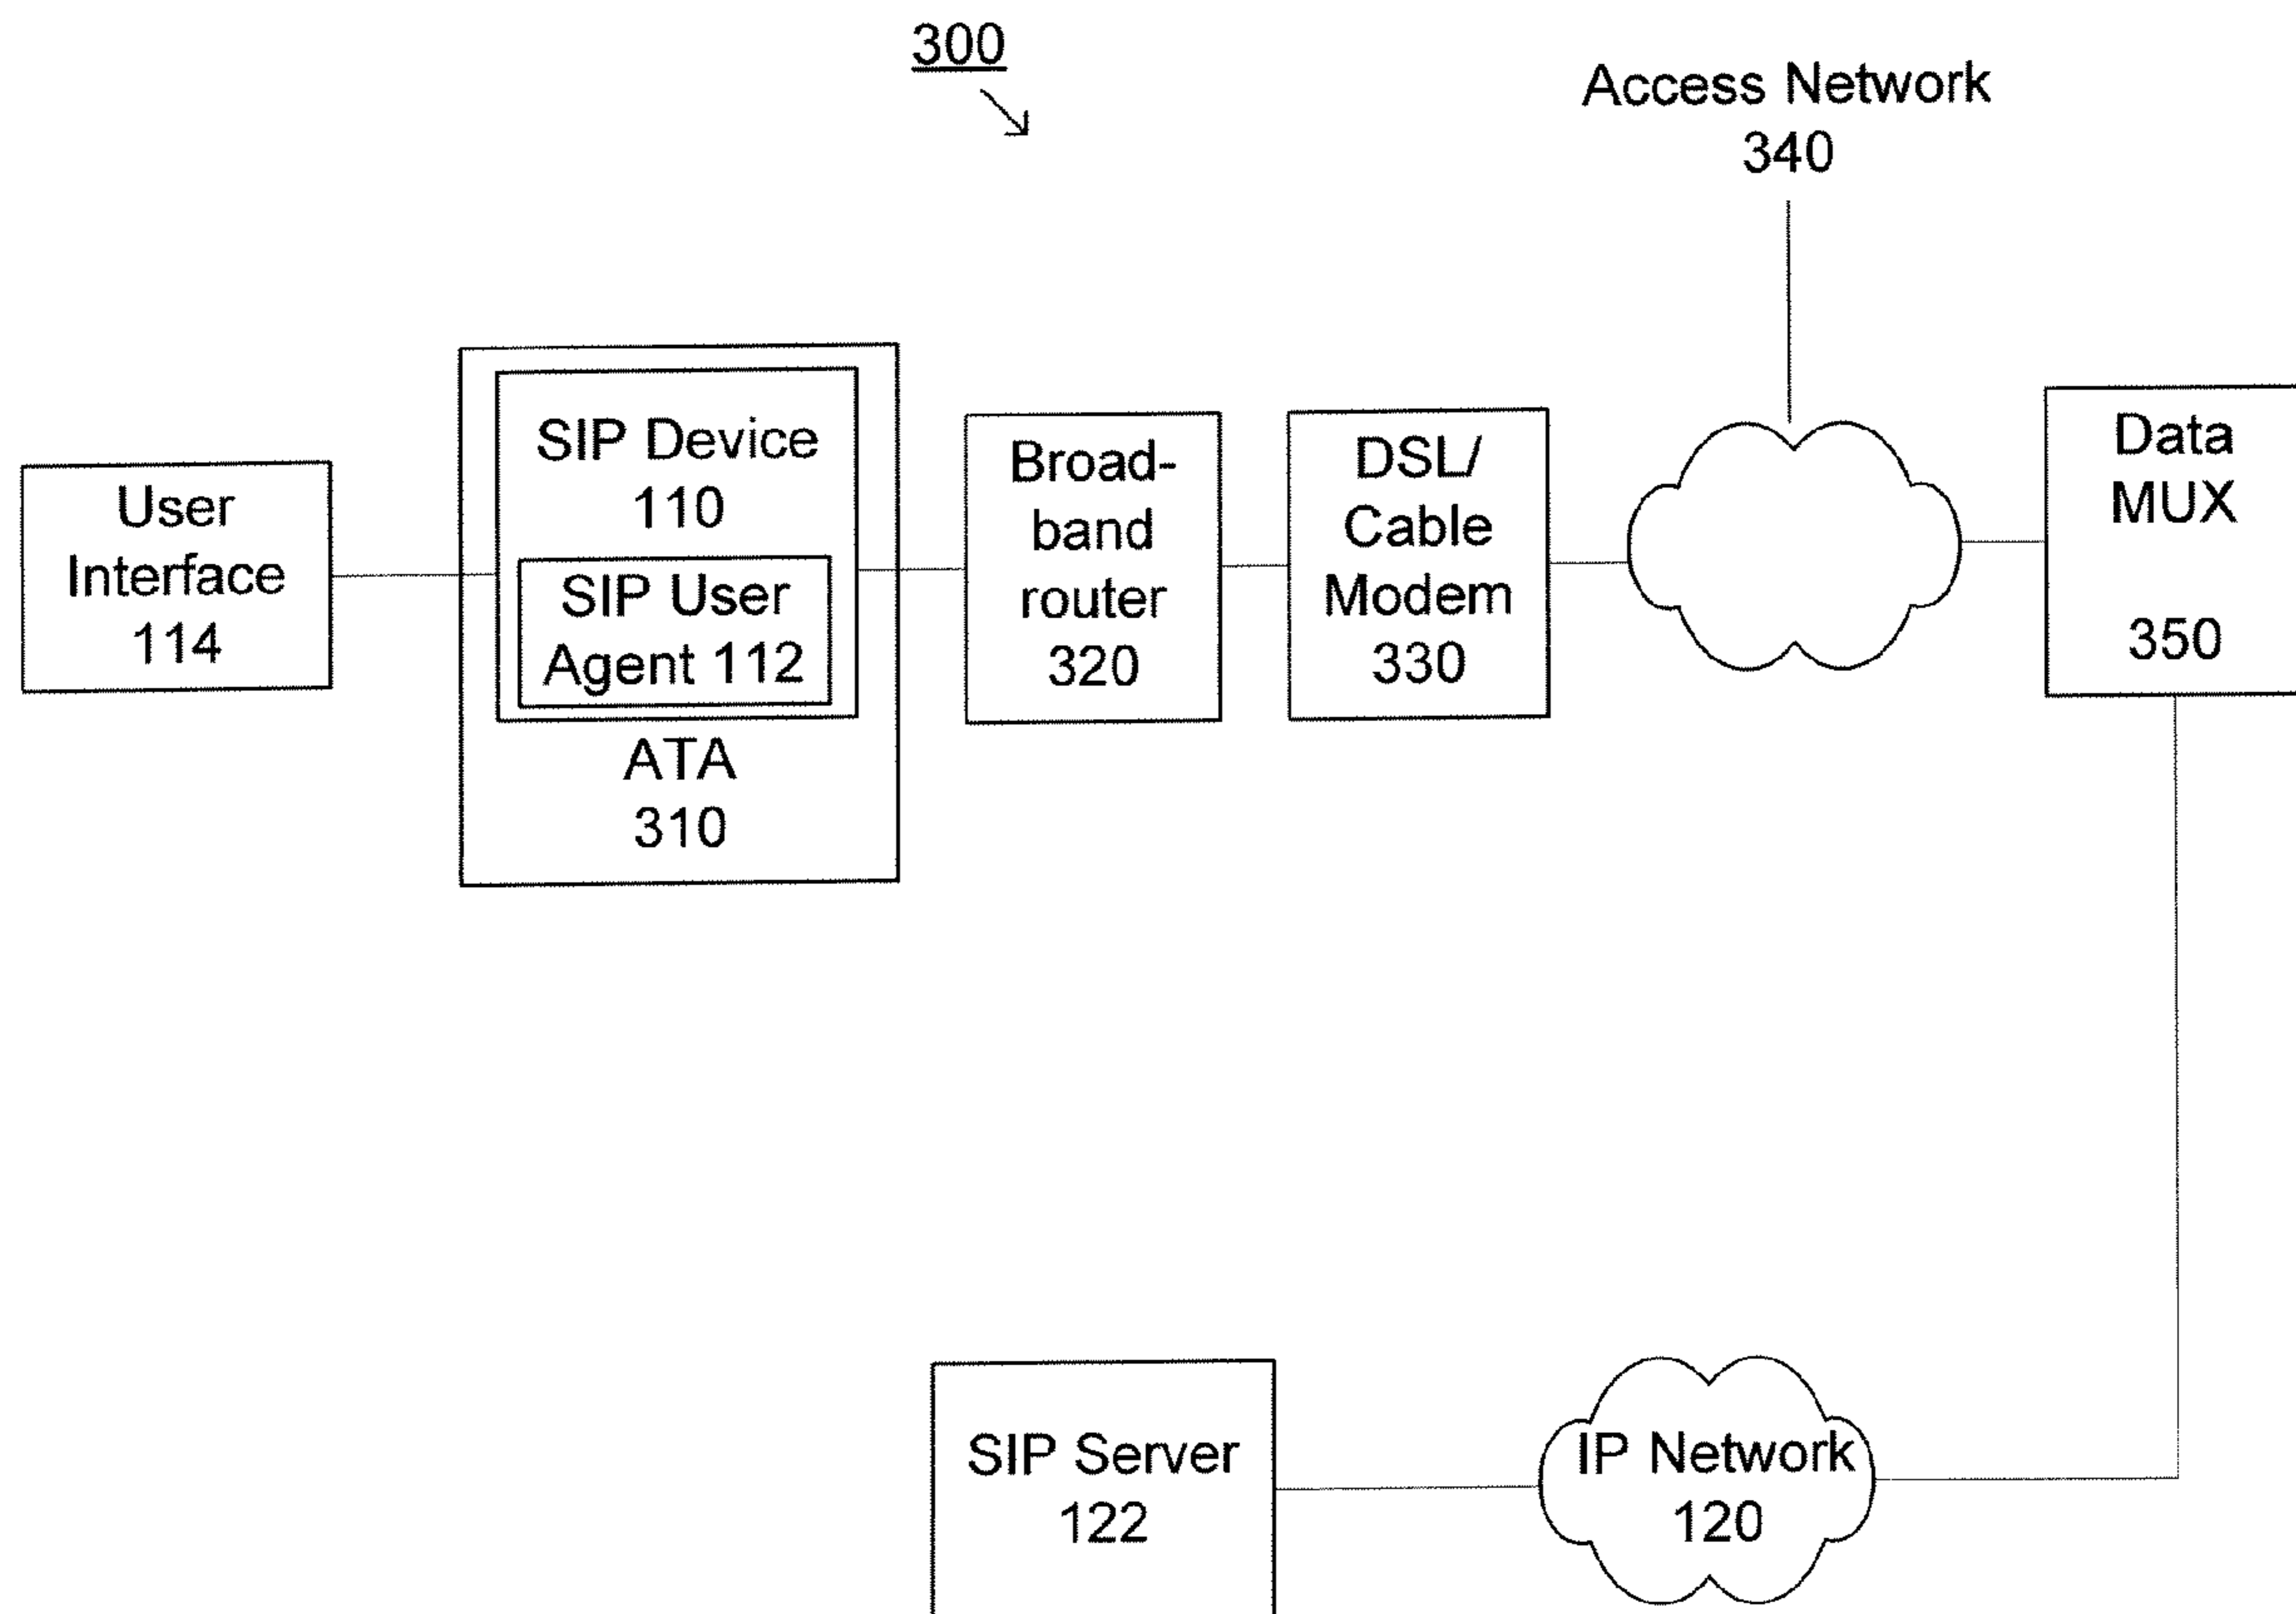 300
Access Network
340
User
Interface
114
SIP Device
110
SIP User
Agent 112
ATA
310
Broad-
band
router
320
DSL/
Cable
Modem
330
Data
MUX
350
SIP Server
122
IP Network
120